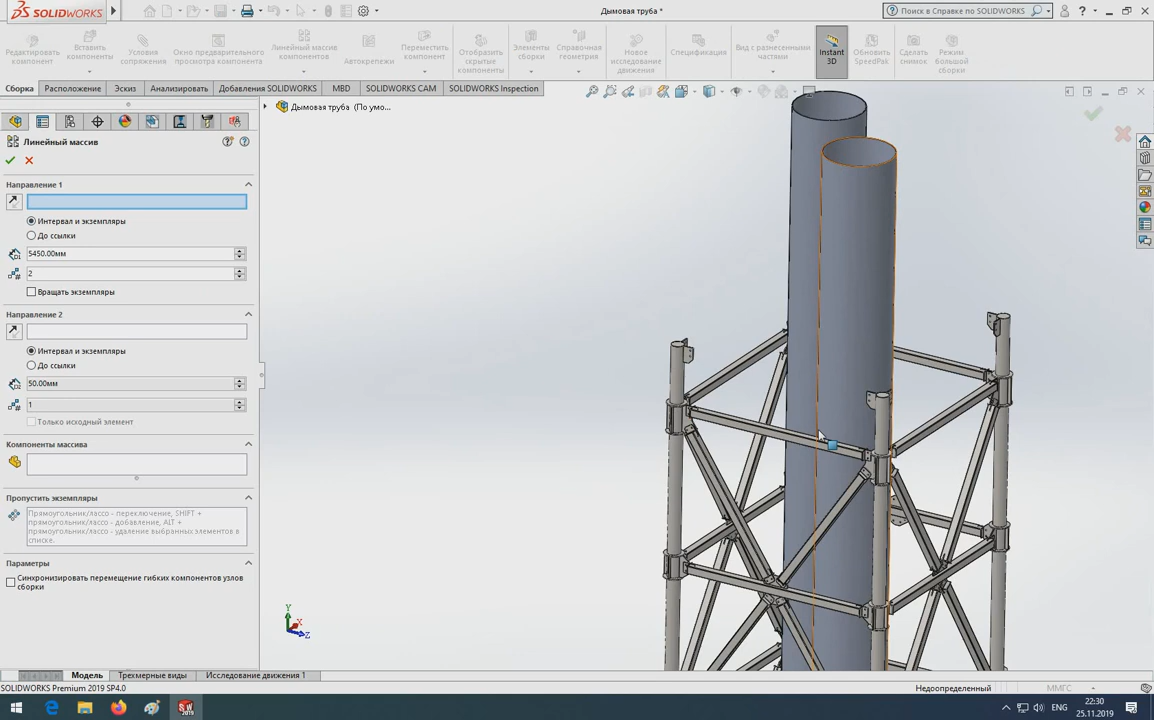 SOLIDWORKS
Дымовая труба *
Поиск в Справке по SOLIDWORKS
Редактировать компонент
Вставить компоненты
Условия сопряжения
Окно предварительного просмотра компонента
Линейный массив компонентов
Автокрепежи
Переместить компонент
Отобразить скрытые компоненты
Элементы сборки
Справочная геометрия
Новое исследование движения
Спецификация
Вид с разнесенными частями
Instant 3D
Обновить SpeedPak
Сделать снимок
Режим большой сборки
Сборка
Расположение
Эскиз
Анализировать
Добавления SOLIDWORKS
MBD
SOLIDWORKS CAM
SOLIDWORKS Inspection
Дымовая труба (По умо...
Линейный массив
Направление 1
Интервал и экземпляры
До ссылки
5450.00мм
2
Вращать экземпляры
Направление 2
Интервал и экземпляры
До ссылки
50.00мм
1
Только исходный элемент
Компоненты массива
Пропустить экземпляры
Прямоугольник/лассо - переключение, SHIFT +
прямоугольник/лассо - добавление, ALT +
прямоугольник/лассо - удаление выбранных элементов в
списке.
Параметры
Синхронизировать перемещение гибких компонентов узлов
сборки
Y
X
Z
Модель
Трехмерные виды
Исследование движения 1
SOLIDWORKS Premium 2019 SP4.0
Недоопределенный
ММГС
ENG
22:30
25.11.2019